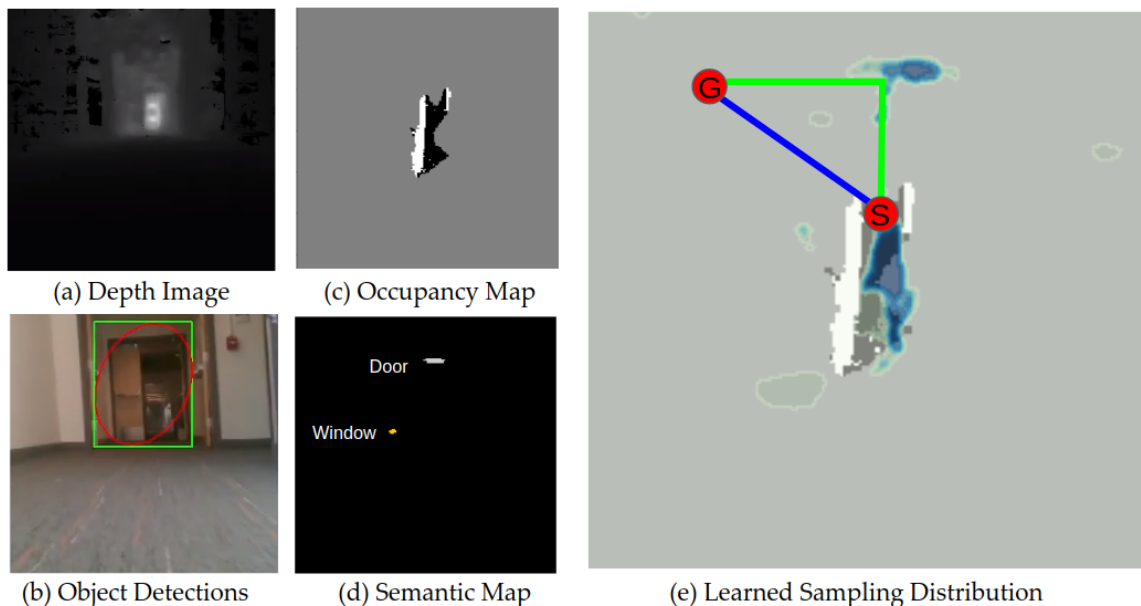 (a) Depth Image
(c) Occupancy Map
Door
Window
(b) Object Detections
(d) Semantic Map
G
S
(e) Learned Sampling Distribution